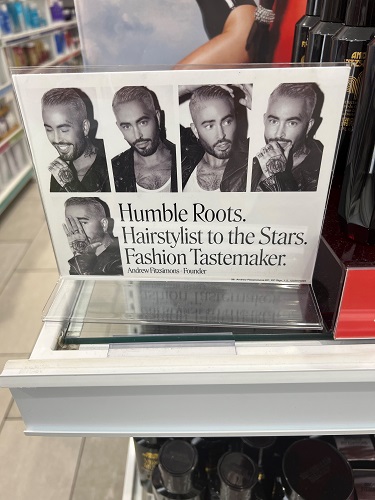 Humble Roots.
Hairstylist to the Stars.
Fashion Tastemaker.
Andrew Fitzsimons - Founder